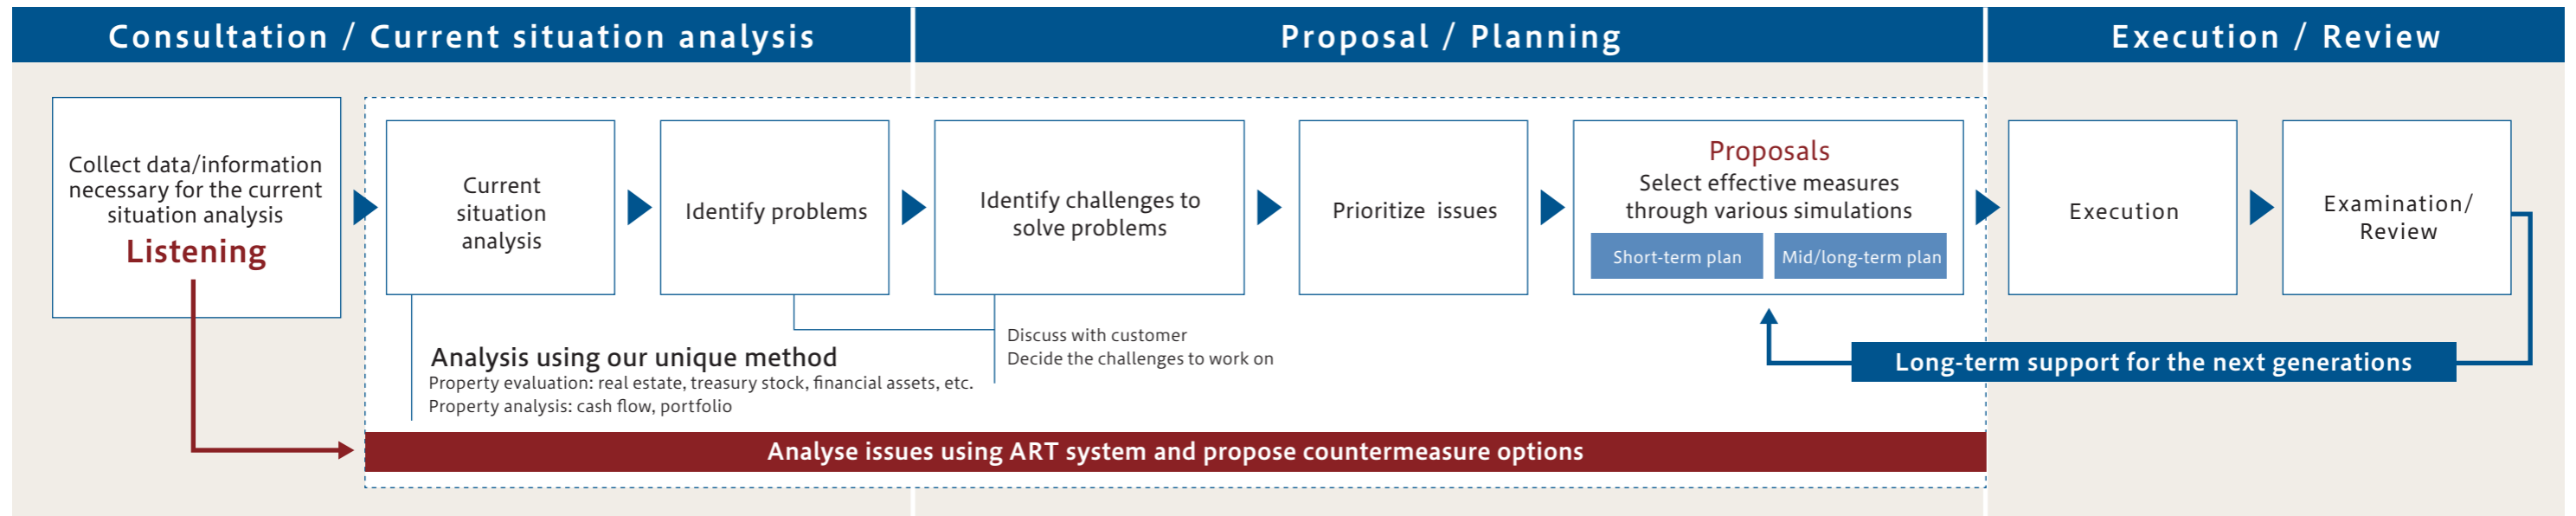 Consultation / Current situation analysis
Proposal / Planning
Execution / Review
Collect data/information
necessary for the current
situation analysis
Listening
Current
situation
analysis
Identify problems
Identify challenges to
solve problems
Prioritize issues
Proposals
Select effective measures
through various simulations
Short-term plan
Mid/long-term plan
Execution
Examination/
Review
Analysis using our unique method
Property evaluation: real estate, treasury stock, financial assets, etc.
Property analysis: cash flow, portfolio
Discuss with customer
Decide the challenges to work on
Long-term support for the next generations
Analyse issues using ART system and propose countermeasure options